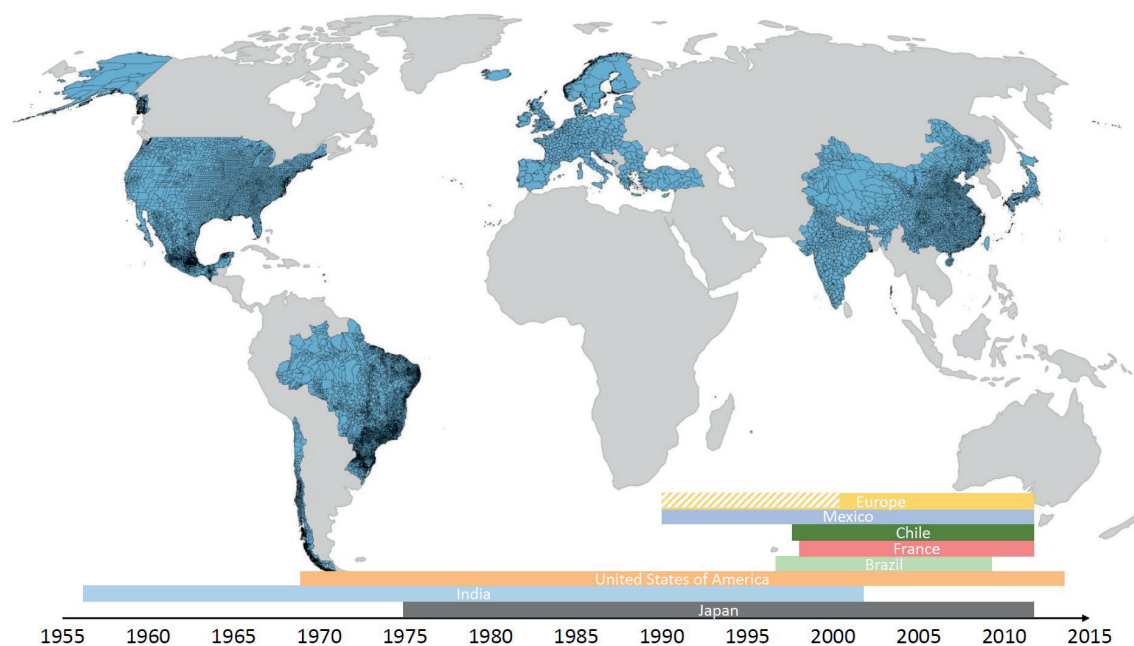 Europe
Mexico
Chile
France
Brazil
United States of America
India
Japan
1955 1960 1965 1970 1975 1980 1985 1990 1995 2000 2005 2010 2015